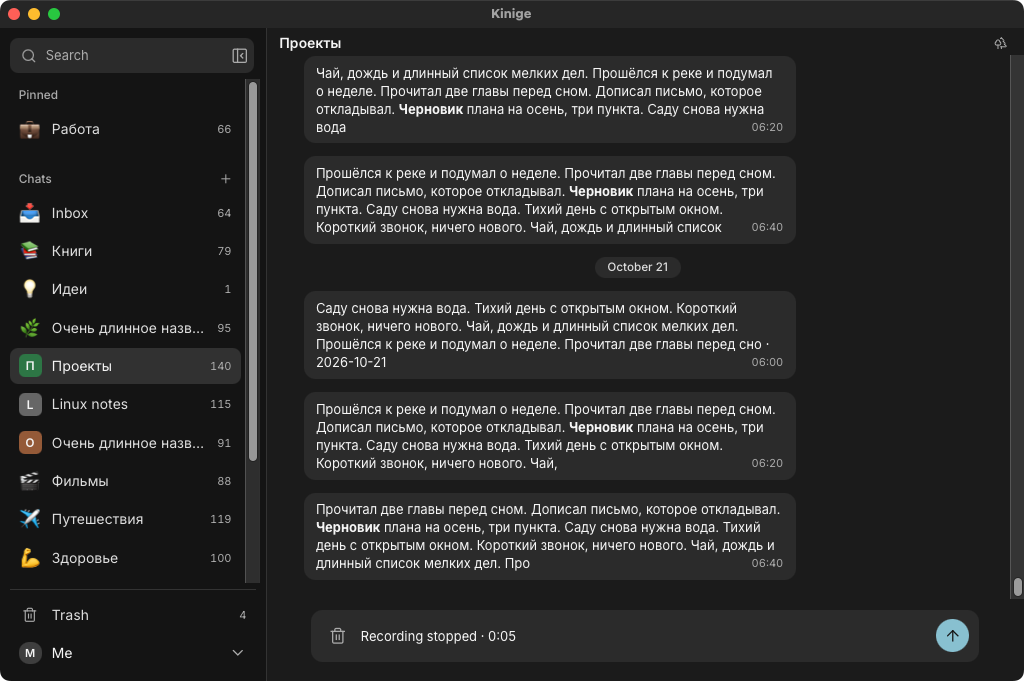 Kinige
Search
Pinned
Работа 66
Chats
Inbox 64
Книги 79
Идеи 1
Очень длинное назв... 95
П Проекты 140
L Linux notes 115
О Очень длинное назв... 91
Фильмы 88
Путешествия 119
Здоровье 100
Trash 4
M Me
Проекты
Чай, дождь и длинный список мелких дел. Прошёлся к реке и подумал
о неделе. Прочитал две главы перед сном. Дописал письмо, которое
откладывал. Черновик плана на осень, три пункта. Саду снова нужна
вода 06:20
Прошёлся к реке и подумал о неделе. Прочитал две главы перед сном.
Дописал письмо, которое откладывал. Черновик плана на осень, три
пункта. Саду снова нужна вода. Тихий день с открытым окном.
Короткий звонок, ничего нового. Чай, дождь и длинный список 06:40
October 21
Саду снова нужна вода. Тихий день с открытым окном. Короткий
звонок, ничего нового. Чай, дождь и длинный список мелких дел.
Прошёлся к реке и подумал о неделе. Прочитал две главы перед сно ·
2026-10-21 06:00
Прошёлся к реке и подумал о неделе. Прочитал две главы перед сном.
Дописал письмо, которое откладывал. Черновик плана на осень, три
пункта. Саду снова нужна вода. Тихий день с открытым окном.
Короткий звонок, ничего нового. Чай, 06:20
Прочитал две главы перед сном. Дописал письмо, которое откладывал.
Черновик плана на осень, три пункта. Саду снова нужна вода. Тихий
день с открытым окном. Короткий звонок, ничего нового. Чай, дождь и
длинный список мелких дел. Про 06:40
Recording stopped · 0:05